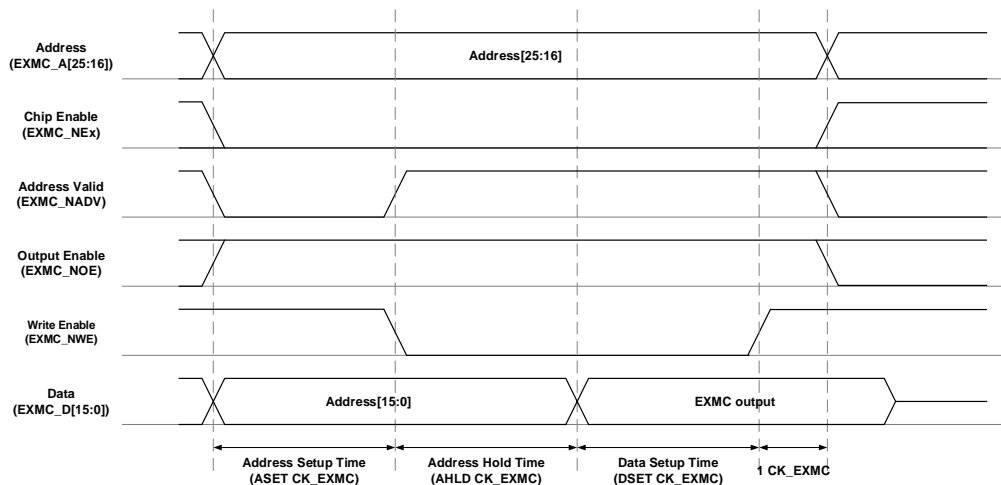 Address
(EXMC_A[25:16])
Address[25:16]
Chip Enable
(EXMC_NEx)
Address Valid
(EXMC_NADV)
Output Enable
(EXMC_NOE)
Write Enable
(EXMC_NWE)
Data
(EXMC_D[15:0])
Address[15:0]
EXMC output
Address Setup Time
(ASET CK_EXMC)
Address Hold Time
(AHLD CK_EXMC)
Data Setup Time
(DSET CK_EXMC)
1 CK_EXMC